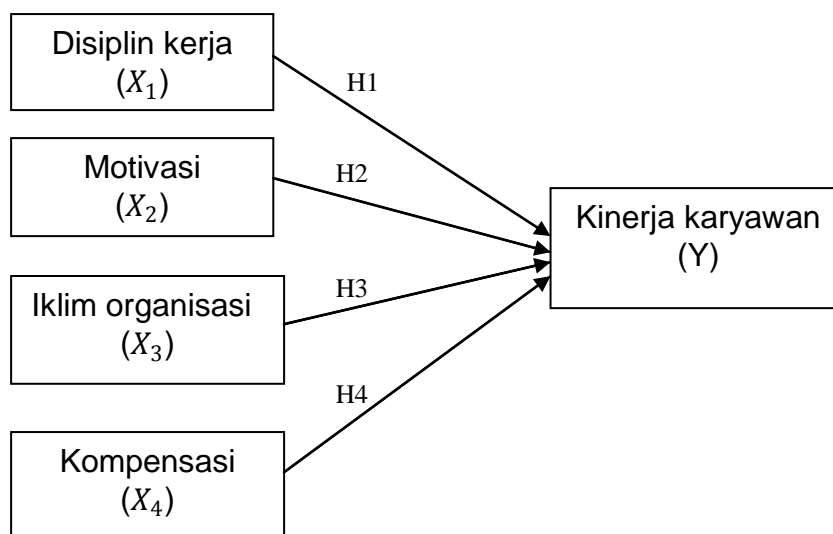 Disiplin kerja
(X₁)
H1
Motivasi
(X₂)
H2
Kinerja karyawan
(Y)
Iklim organisasi
(X₃)
H3
H4
Kompensasi
(X₄)